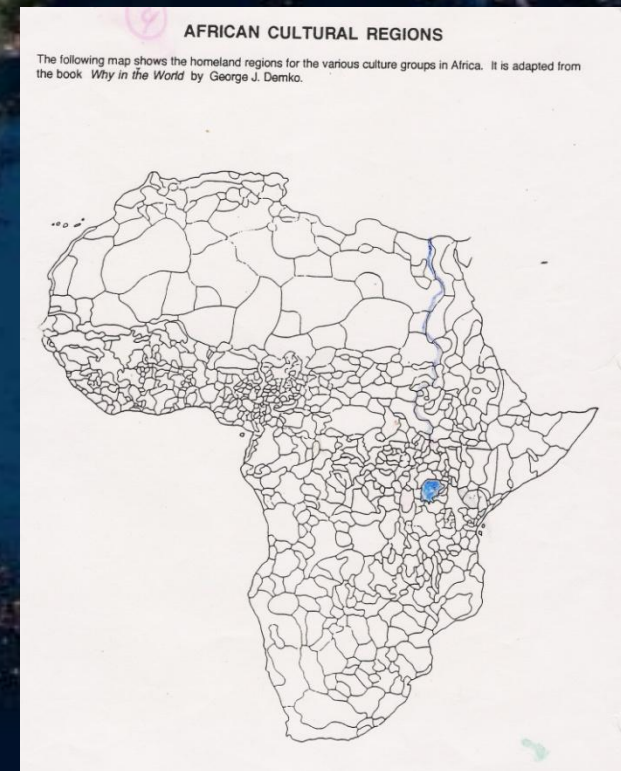 4
AFRICAN CULTURAL REGIONS
The following map shows the homeland regions for the various culture groups in Africa. It is adapted from
the book Why in the World by George J. Demko.